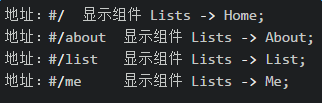 地址：#/  显示组件 Lists -> Home;
地址：#/about  显示组件 Lists -> About;
地址：#/list  显示组件 Lists -> List;
地址：#/me  显示组件 Lists -> Me;